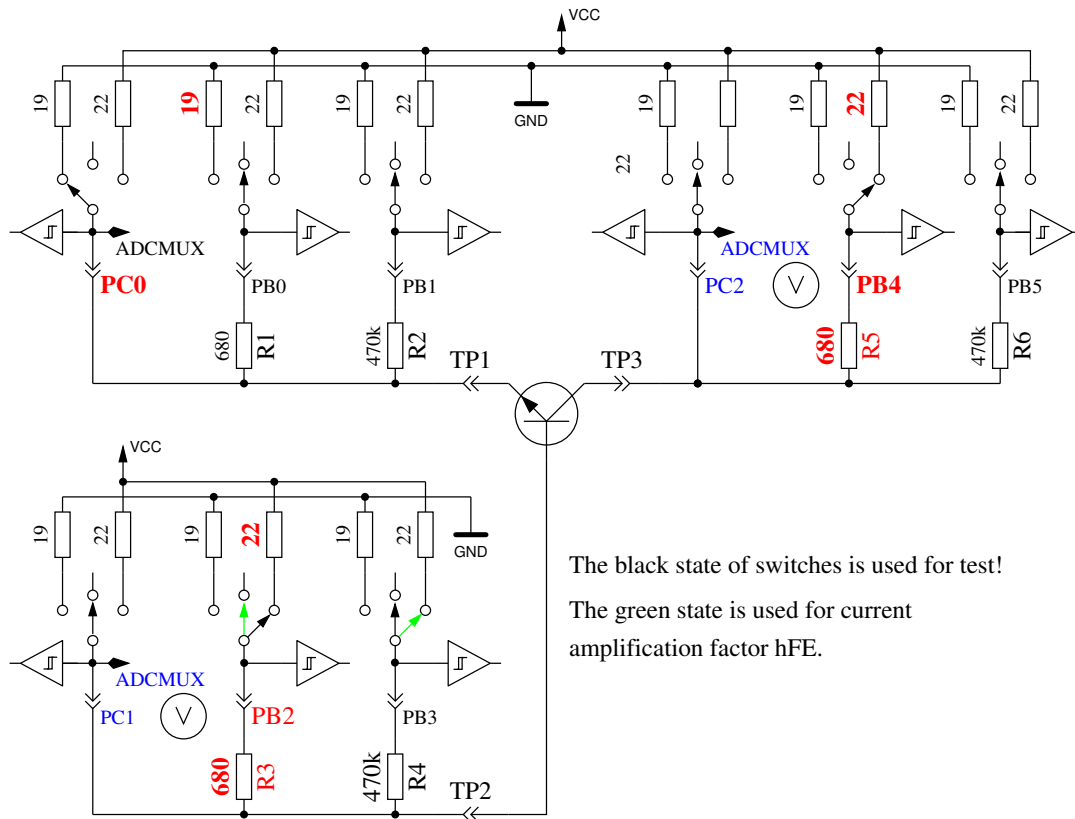 VCC
19
22
19
22
19
22
GND
19
22
19
22
19
22
22
ADCMUX
ADCMUX
PC0
PB0
PB1
PC2
V
PB4
PB5
680
R1
470k
R2
680
R5
470k
R6
TP1
TP3
VCC
19
22
19
22
19
22
GND
The black state of switches is used for test!
The green state is used for current
amplification factor hFE.
ADCMUX
PC1
V
PB2
PB3
680
R3
470k
R4
TP2